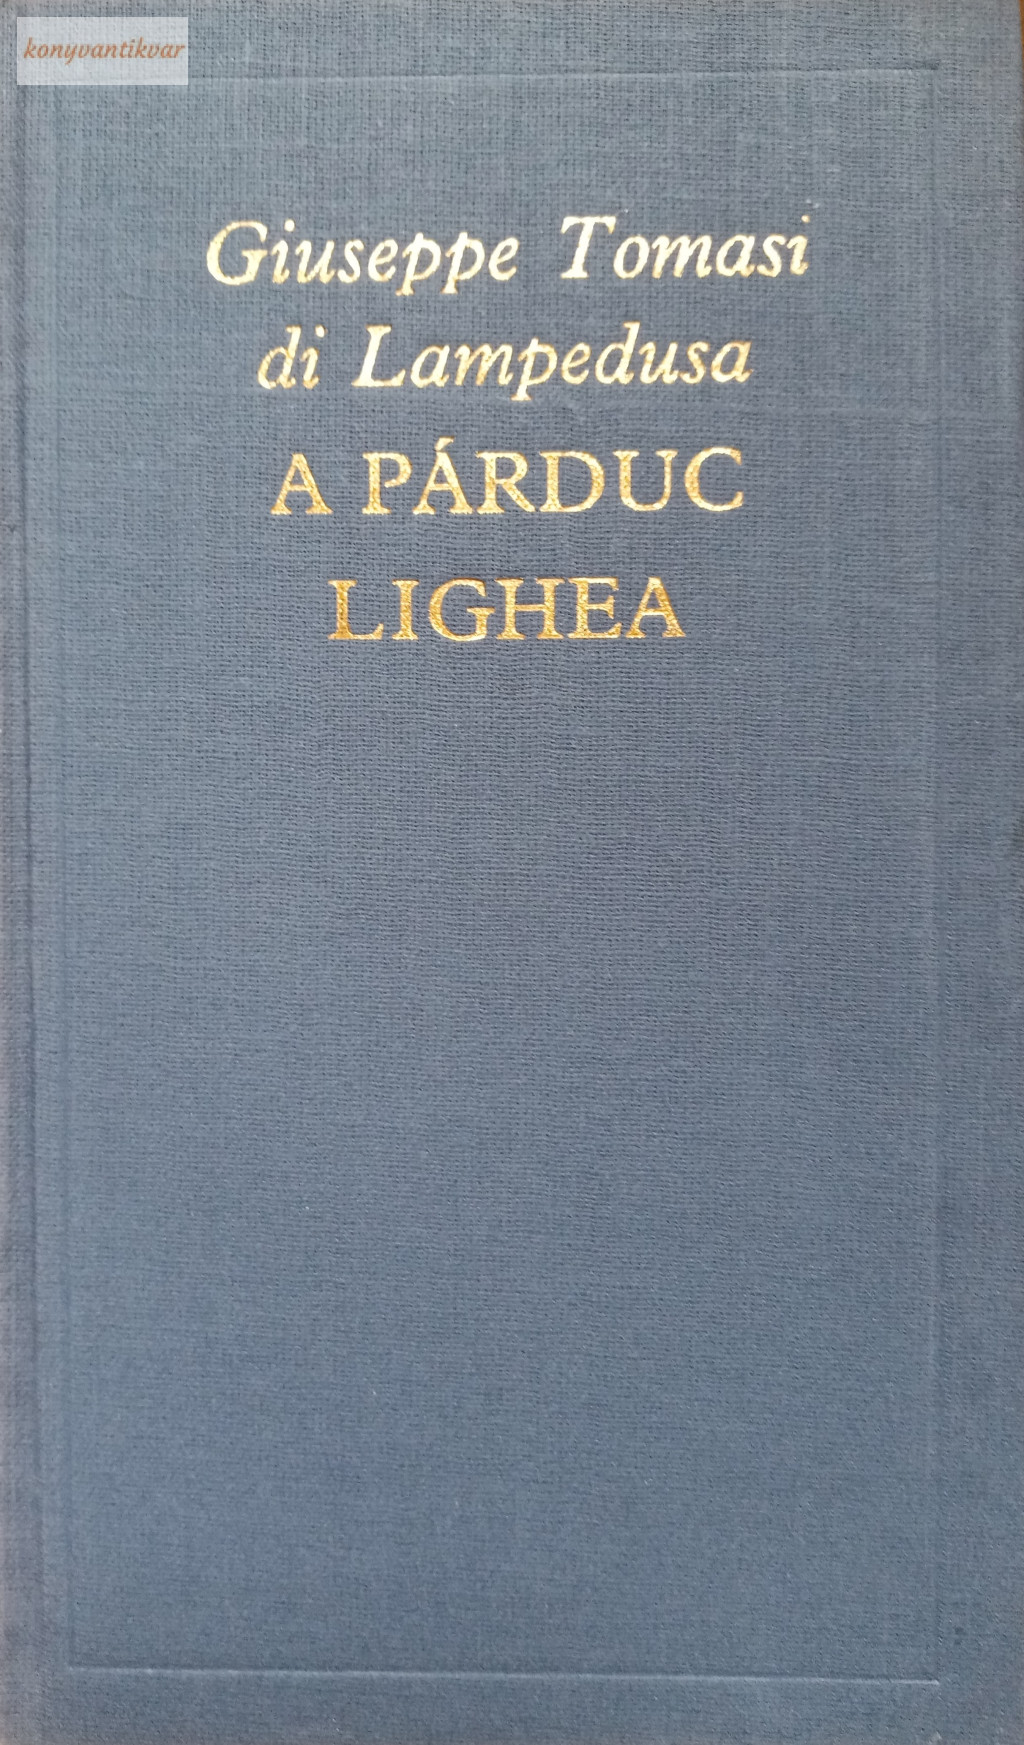 konyvantikvar
Giuseppe Tomasi
di Lampedusa
A PÁRDUC
LIGHEA